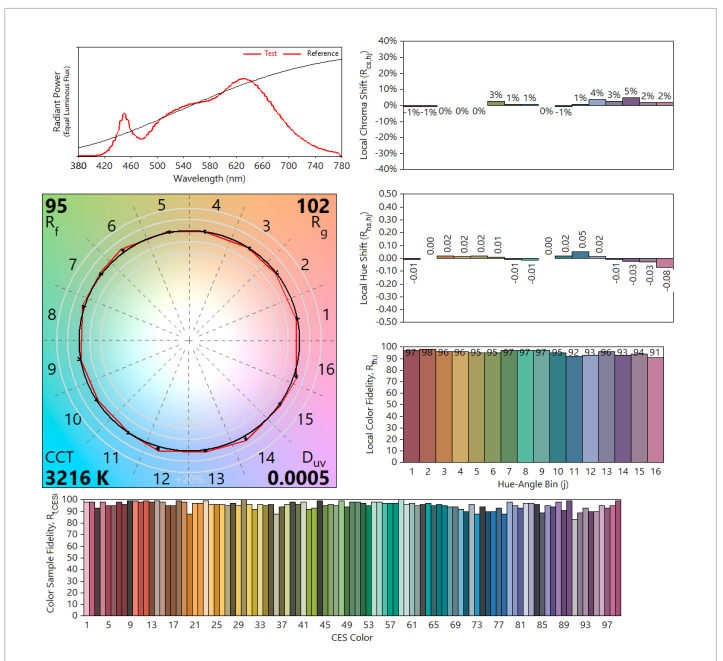 Test Reference
Radiant Power
(Equal Luminous Flux)
380 420 460 500 540 580 620 660 700 740 780
Wavelength (nm)
40%
30%
20%
10%
0%
-10%
-20%
-30%
-40%
Local Chroma Shift (Rcs,hj)
-1% -1% 0% 0% 0% 3% 1% 1% 0% -1% 1% 4% 3% 5% 2% 2%
95
Rf
102
Rg
CCT
3216 K
Duv
0.0005
+20%
1
2
3
4
5
6
7
8
9
10
11
12
13
14
15
16
0.50
0.40
0.30
0.20
0.10
0.00
-0.10
-0.20
-0.30
-0.40
-0.50
Local Hue Shift (Rhs,hj)
-0.01 0.00 0.02 0.02 0.02 0.01 -0.01 -0.01 0.00 0.02 0.05 0.02 -0.01 -0.03 -0.03 -0.08
100
90
80
70
60
50
40
30
20
10
0
Local Color Fidelity, Rfh,i
97 98 96 96 95 95 97 97 97 95 92 93 96 93 94 91
1 2 3 4 5 6 7 8 9 10 11 12 13 14 15 16
Hue-Angle Bin (j)
100
90
80
70
60
50
40
30
20
10
0
Color Sample Fidelity, Rf,CESi
1 5 9 13 17 21 25 29 33 37 41 45 49 53 57 61 65 69 73 77 81 85 89 93 97
CES Color